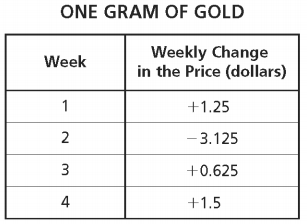 ONE GRAM OF GOLD
Week
Weekly Change
in the Price (dollars)
1 +1.25
2 −3.125
3 +0.625
4 +1.5